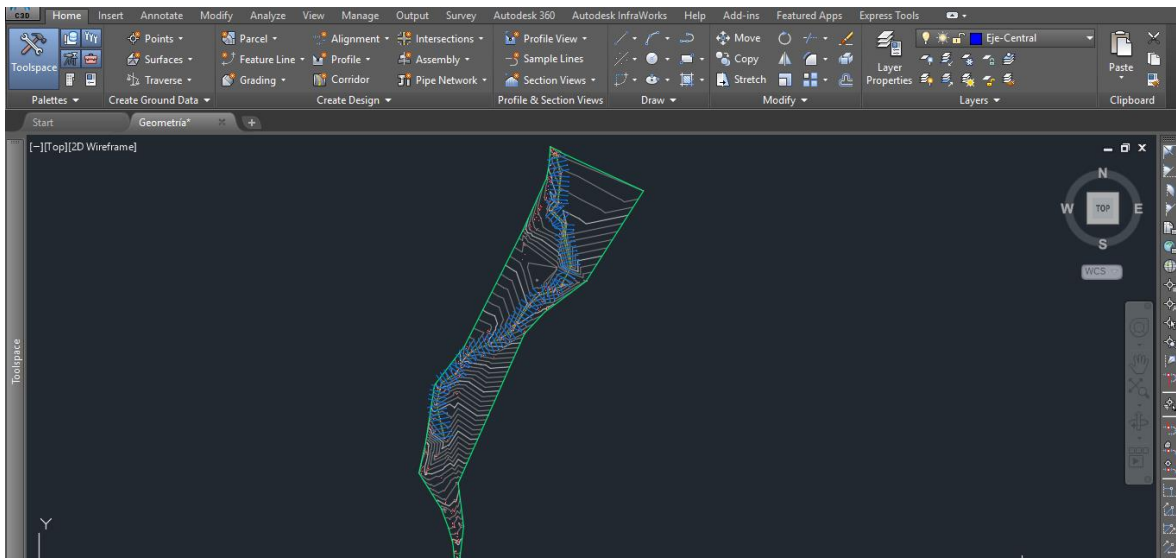 C3D Home Insert Annotate Modify Analyze View Manage Output Survey Autodesk 360 Autodesk InfraWorks Help Add-ins Featured Apps Express Tools
Toolspace
Points
Surfaces
Traverse
Parcel
Feature Line
Grading
Alignment
Profile
Corridor
Intersections
Assembly
Pipe Network
Profile View
Sample Lines
Section Views
Move
Copy
Stretch
Layer
Properties
Eje-Central
Paste
Palettes Create Ground Data Create Design Profile & Section Views Draw Modify Layers Clipboard
Start Geometría* +
[−][Top][2D Wireframe]
N
W TOP E
S
WCS
Toolspace
Y